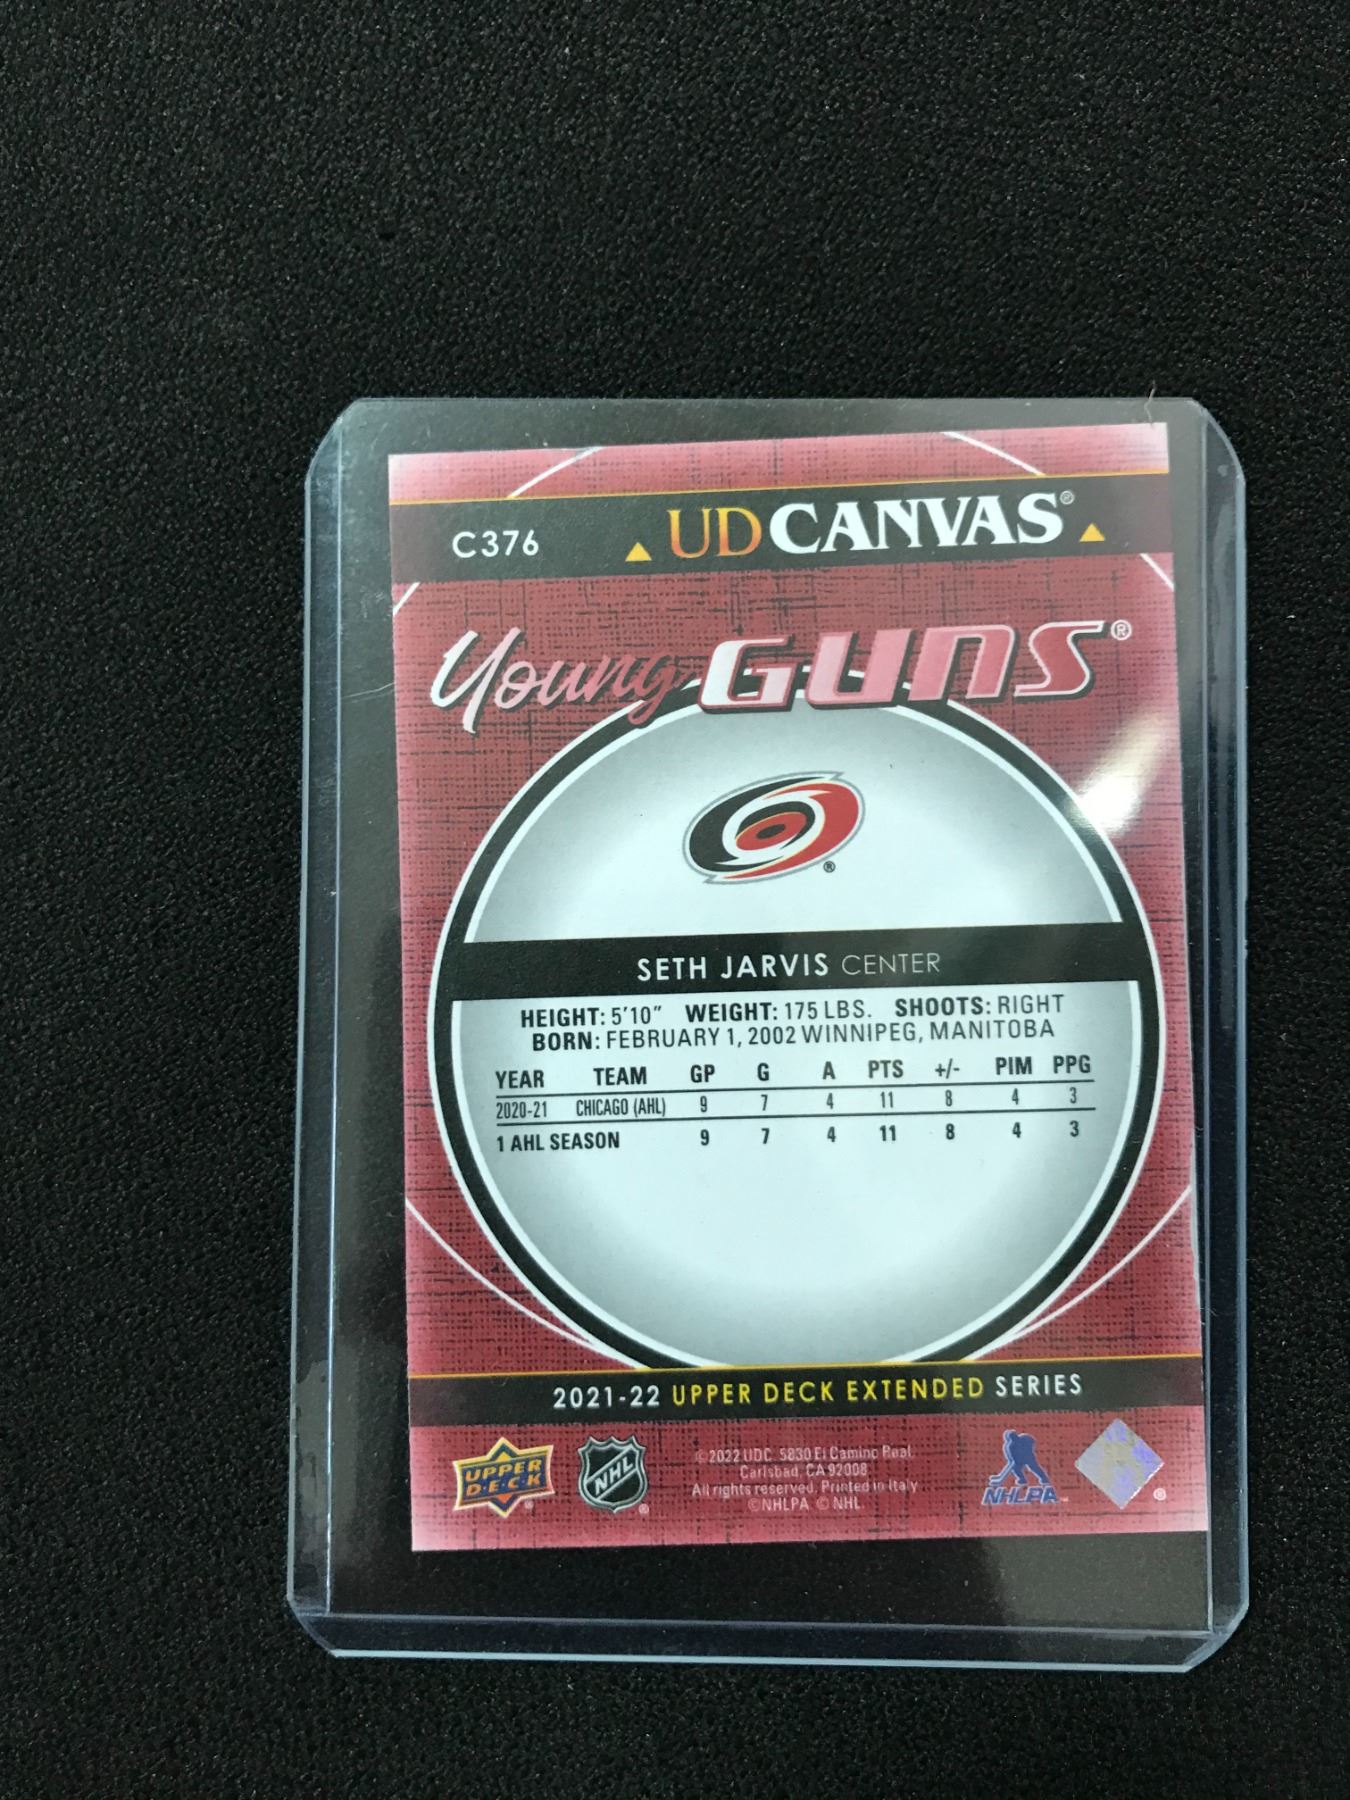 C376 UD CANVAS®
Young GUNS®
®
SETH JARVIS CENTER
HEIGHT: 5'10" WEIGHT: 175 LBS. SHOOTS: RIGHT
BORN: FEBRUARY 1, 2002 WINNIPEG, MANITOBA
YEAR TEAM GP G A PTS +/- PIM PPG
2020-21 CHICAGO (AHL) 9 7 4 11 8 4 3
1 AHL SEASON 9 7 4 11 8 4 3
2021-22 UPPER DECK EXTENDED SERIES
UPPER
D·E·C·K ®
NHL ®
© 2022 UDC. 5830 El Camino Real,
Carlsbad, CA 92008
All rights reserved. Printed in Italy
©NHLPA © NHL
NHLPA™
®